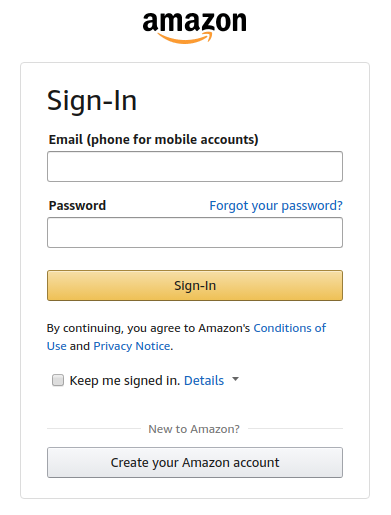 amazon
Sign-In
Email (phone for mobile accounts)
Password Forgot your password?
Sign-In
By continuing, you agree to Amazon's Conditions of
Use and Privacy Notice.
Keep me signed in. Details
New to Amazon?
Create your Amazon account